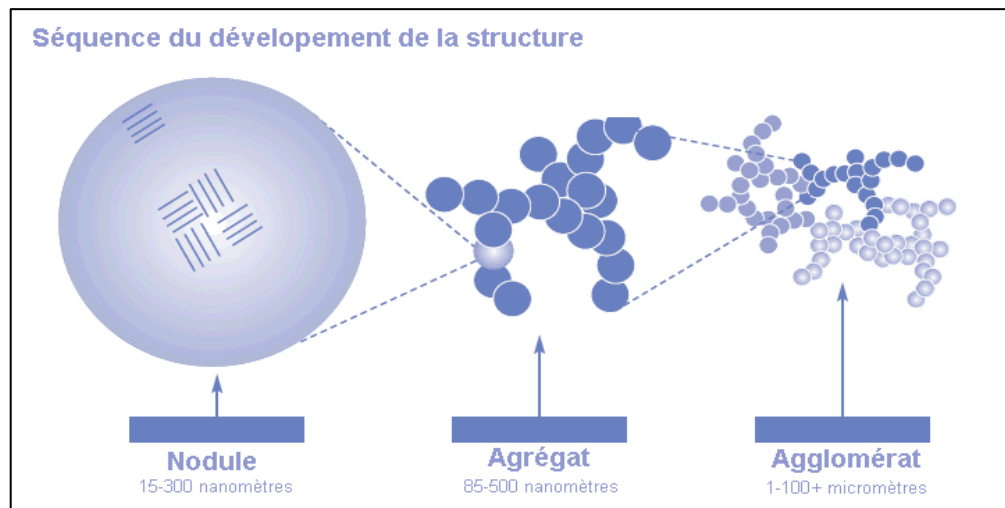 Séquence du dévelopement de la structure
Nodule
15-300 nanomètres
Agrégat
85-500 nanomètres
Agglomérat
1-100+ micromètres